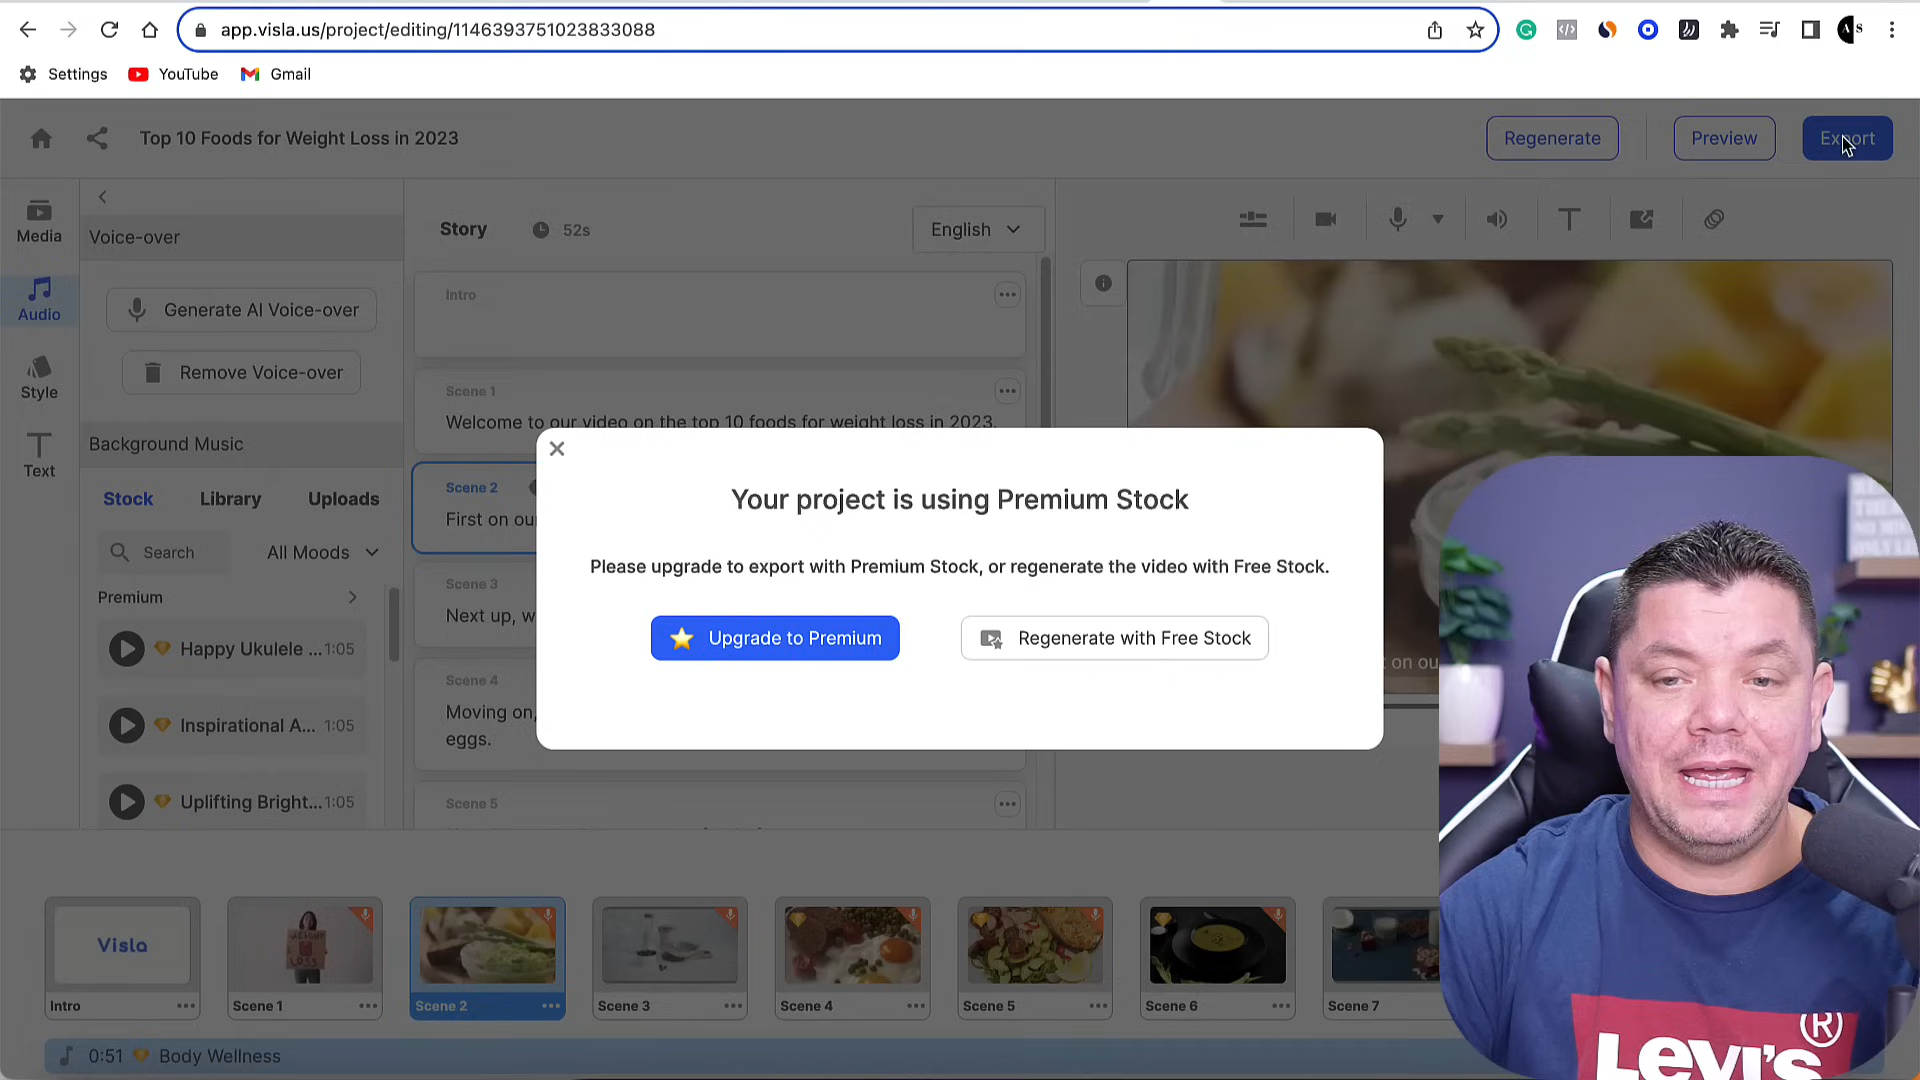 app.visla.us/project/editing/1146393751023833088
Settings
YouTube
Gmail
Top 10 Foods for Weight Loss in 2023
Regenerate
Preview
Export
Media
Audio
Style
Text
Voice-over
Generate AI Voice-over
Remove Voice-over
Background Music
Stock
Library
Uploads
Search
All Moods
Premium
Happy Ukulele ... 1:05
Inspirational A... 1:05
Uplifting Bright... 1:05
Story
52s
English
Intro
Scene 1
Welcome to our video on the top 10 foods for weight loss in 2023.
Scene 2
First on ou
Scene 3
Next up, w
Scene 4
Moving on,
eggs.
Scene 5
Your project is using Premium Stock
Please upgrade to export with Premium Stock, or regenerate the video with Free Stock.
Upgrade to Premium
Regenerate with Free Stock
t on ou
Visla
Intro
Scene 1
Scene 2
Scene 3
Scene 4
Scene 5
Scene 6
Scene 7
0:51
Body Wellness
Levi's